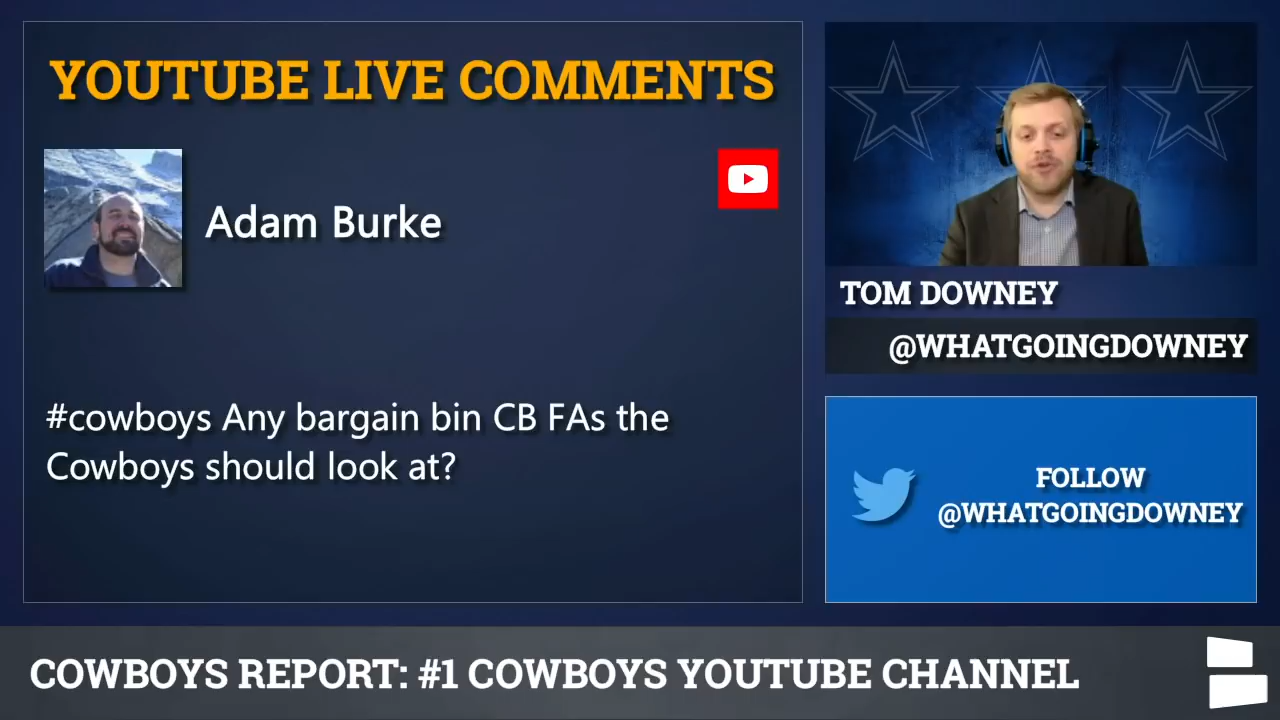 YOUTUBE LIVE COMMENTS
Adam Burke
#cowboys Any bargain bin CB FAs the
Cowboys should look at?
TOM DOWNEY
@WHATGOINGDOWNEY
FOLLOW
@WHATGOINGDOWNEY
COWBOYS REPORT: #1 COWBOYS YOUTUBE CHANNEL